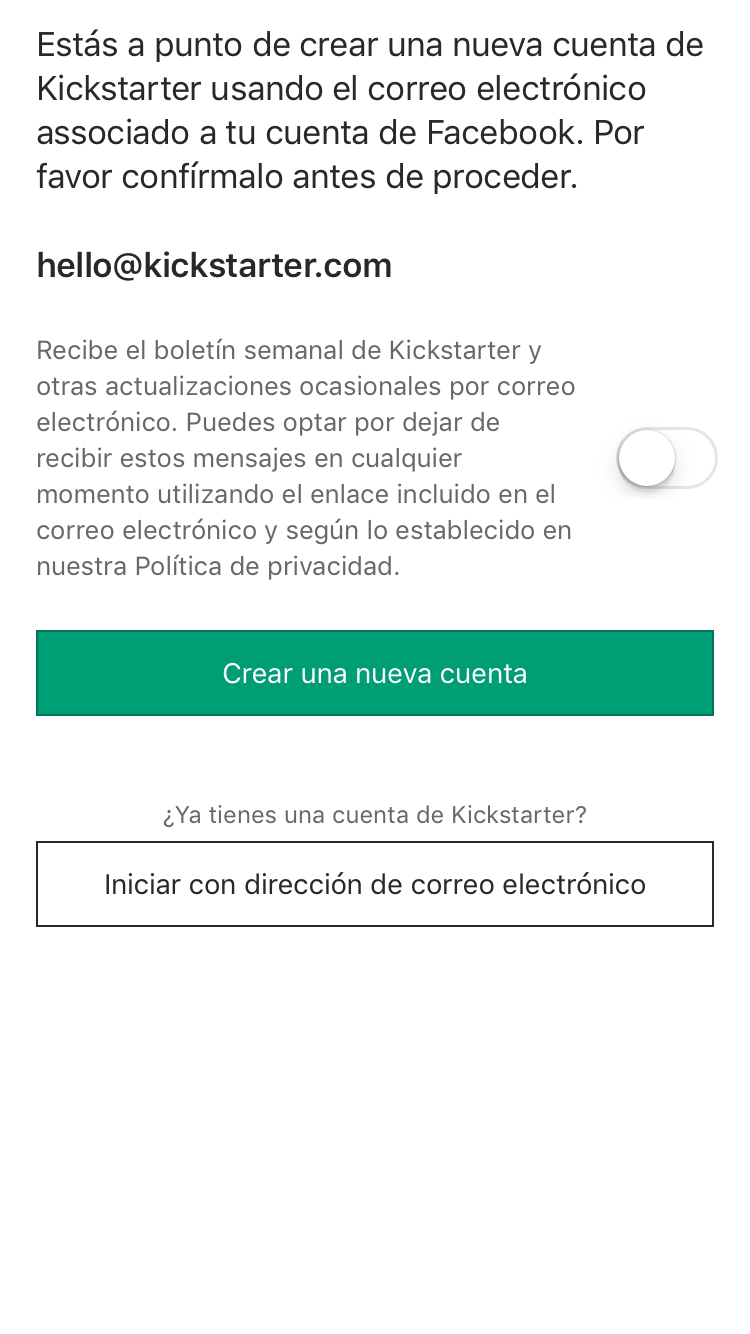 Estás a punto de crear una nueva cuenta de
Kickstarter usando el correo electrónico
associado a tu cuenta de Facebook. Por
favor confírmalo antes de proceder.
hello@kickstarter.com
Recibe el boletín semanal de Kickstarter y
otras actualizaciones ocasionales por correo
electrónico. Puedes optar por dejar de
recibir estos mensajes en cualquier
momento utilizando el enlace incluido en el
correo electrónico y según lo establecido en
nuestra Política de privacidad.
Crear una nueva cuenta
¿Ya tienes una cuenta de Kickstarter?
Iniciar con dirección de correo electrónico